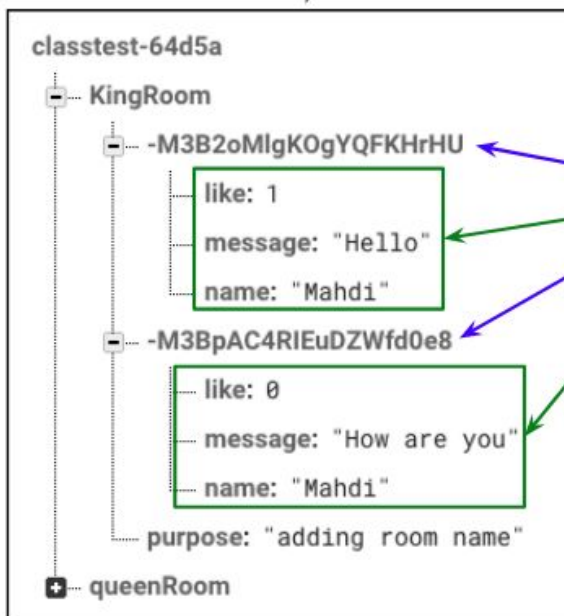 classtest-64d5a
KingRoom
-M3B2oMlgKOgYQFKHrHU
like: 1
message: "Hello"
name: "Mahdi"
-M3BpAC4RIEuDZWfd0e8
like: 0
message: "How are you"
name: "Mahdi"
purpose: "adding room name"
queenRoom